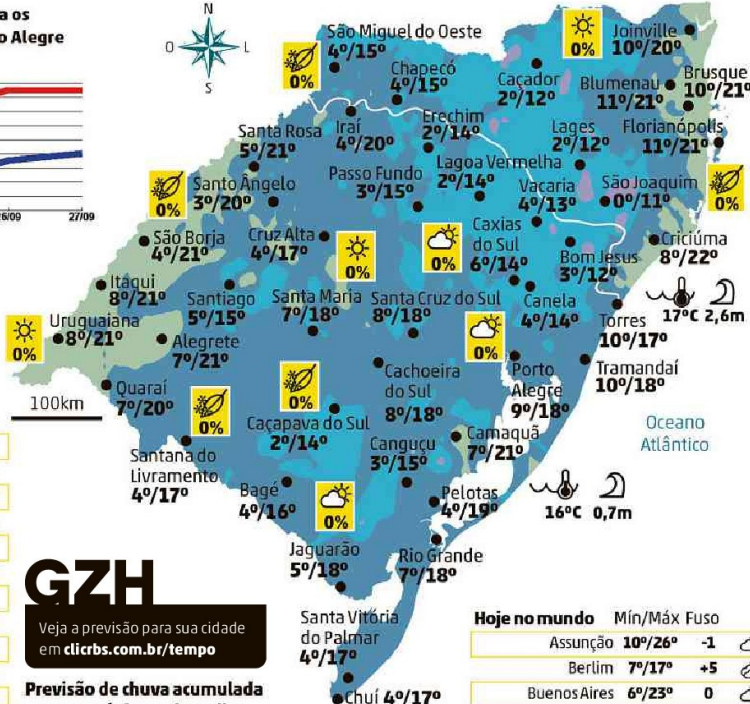 a os
o Alegre
26/09
27/09
N
O
L
S
São Miguel do Oeste
4º/15º
0%
Chapecó
4º/15º
Caçador
2º/12º
0%
Joinville
10º/20º
Blumenau
11º/21º
Brusque
10º/21º
Santa Rosa
5º/21º
Iraí
4º/20º
Erechim
2º/14º
Lages
2º/12º
Florianópolis
11º/21º
0%
Santo Ângelo
3º/20º
Passo Fundo
3º/15º
Lagoa Vermelha
2º/14º
Vacaria
4º/13º
São Joaquim
0º/11º
0%
São Borja
4º/21º
Cruz Alta
4º/17º
0%
0%
Caxias
do Sul
6º/14º
Bom Jesus
3º/12º
Criciúma
8º/22º
Itaqui
8º/21º
Santiago
5º/15º
Santa Maria
7º/18º
Santa Cruz do Sul
8º/18º
Canela
4º/14º
Torres
10º/17º
17ºC 2,6m
0%
Uruguaiana
8º/21º
Alegrete
7º/21º
0%
Cachoeira
do Sul
8º/18º
Porto
Alegre
9º/18º
Tramandaí
10º/18º
Quaraí
7º/20º
100km
0%
0%
Caçapava do Sul
2º/14º
Canguçu
3º/15º
Camaquã
7º/21º
Oceano
Atlântico
Santana do
Livramento
4º/17º
Bagé
4º/16º
0%
Pelotas
4º/19º
16ºC 0,7m
Jaguarão
5º/18º
Rio Grande
7º/18º
Santa Vitória
do Palmar
4º/17º
Chuí 4º/17º
GZH
Veja a previsão para sua cidade
em clicrbs.com.br/tempo
Previsão de chuva acumulada
Hoje no mundo Mín/Máx Fuso
Assunção 10º/26º -1
Berlim 7º/17º +5
Buenos Aires 6º/23º 0